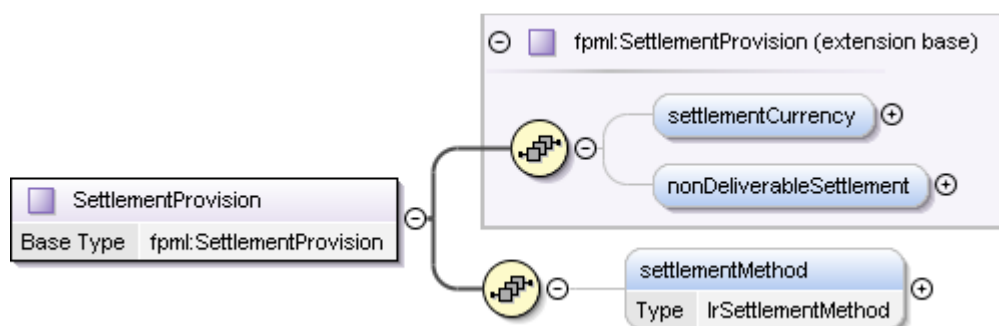 fpml:SettlementProvision (extension base)
settlementCurrency
nonDeliverableSettlement
SettlementProvision
Base Type fpml:SettlementProvision
settlementMethod
Type IrSettlementMethod